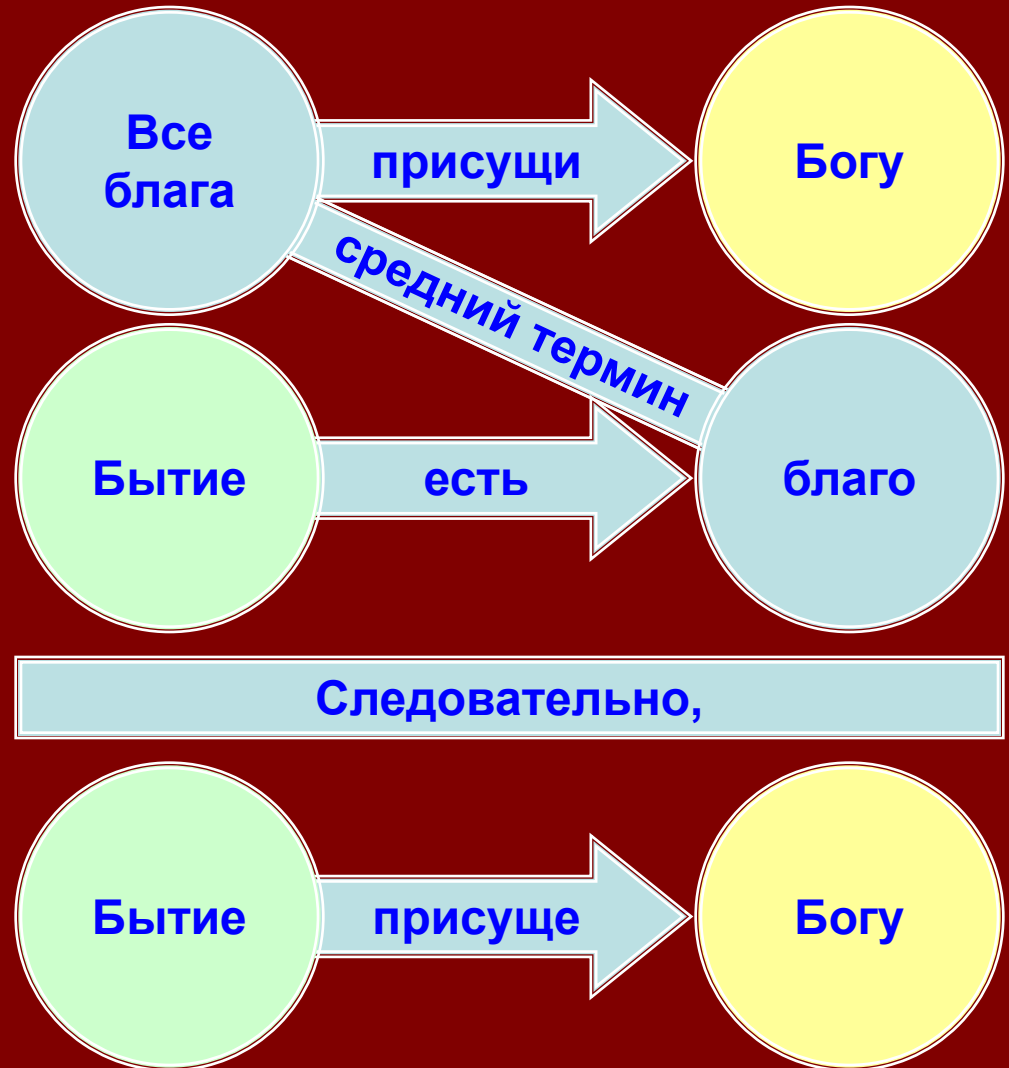 Все
блага
присущи
Богу
средний термин
Бытие
есть
благо
Следовательно,
Бытие
присуще
Богу